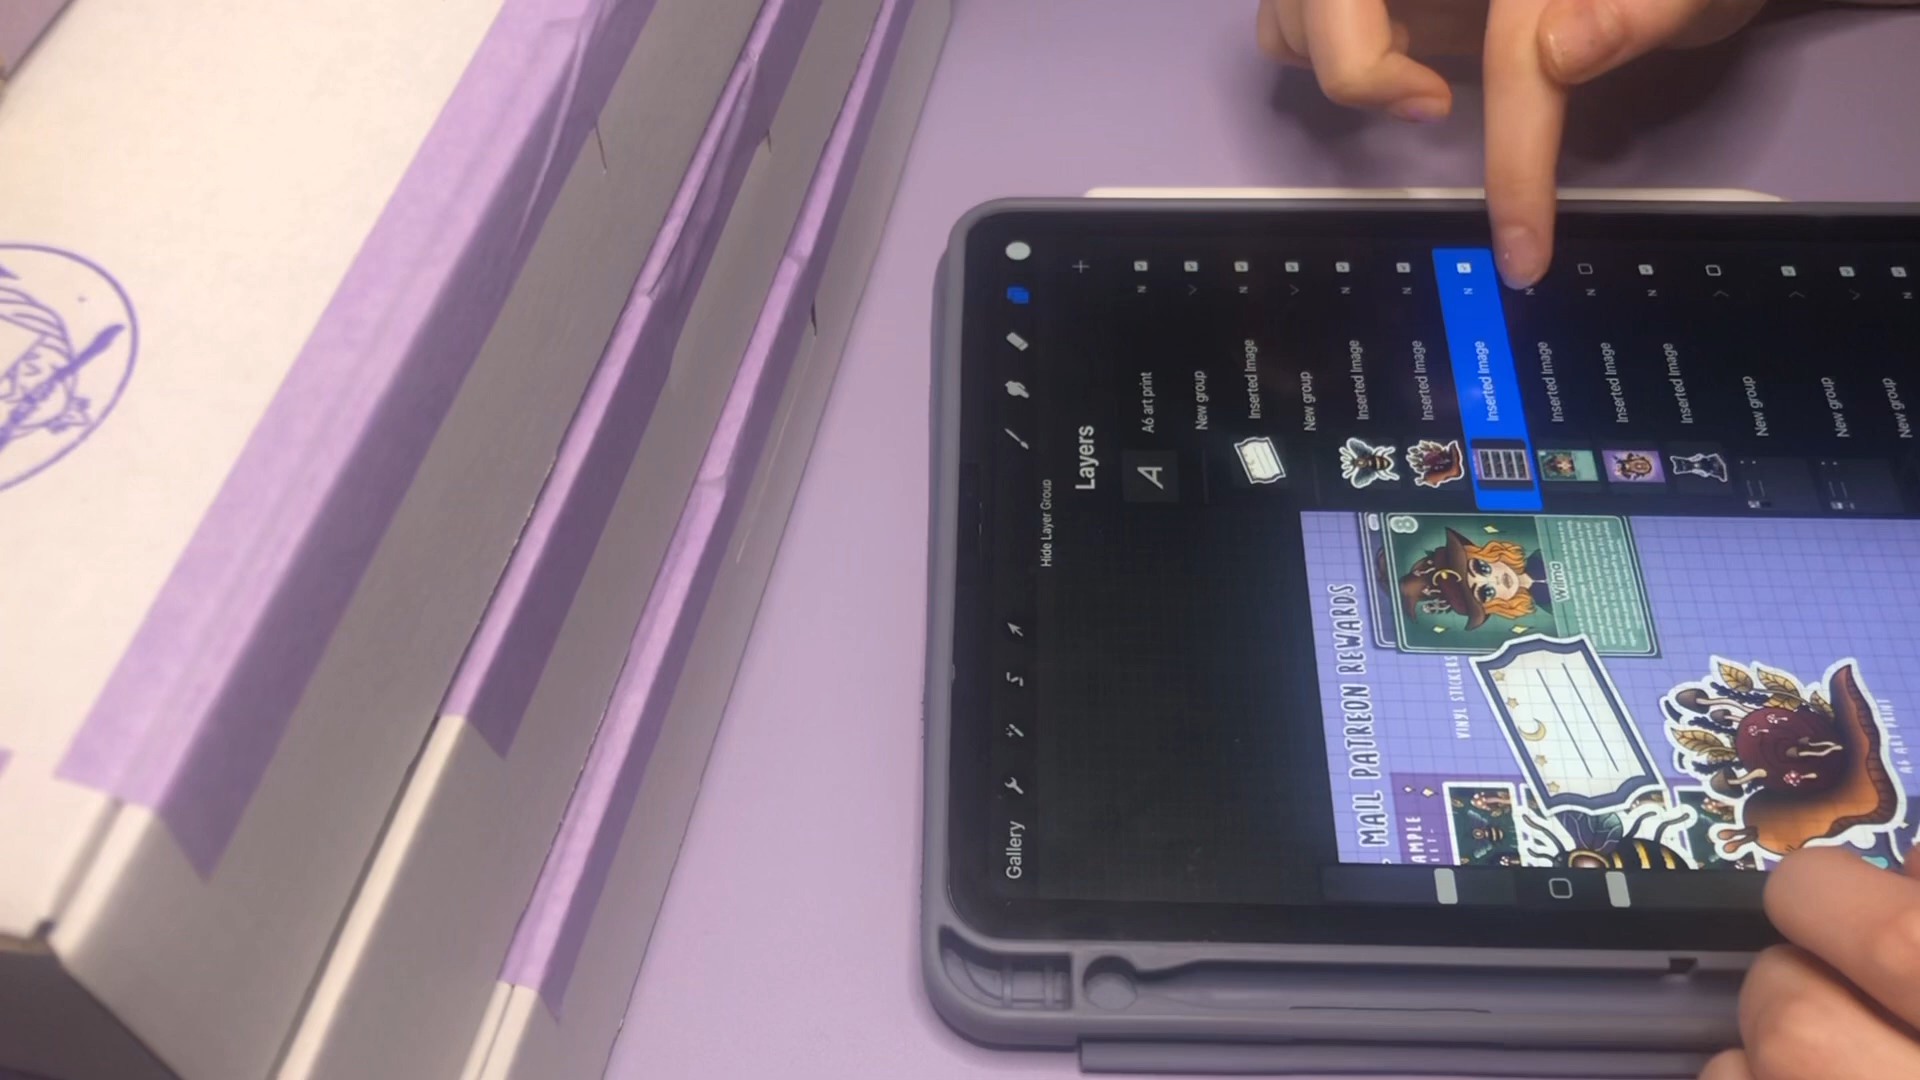 Gallery
Hide Layer Group
Layers
A6 art print
N
New group
Inserted Image
N
New group
Inserted Image
N
Inserted Image
N
Inserted Image
N
Inserted Image
N
Inserted Image
N
Inserted Image
N
New group
New group
New group
N
MAIL PATREON REWARDS
VINYL STICKERS
8
Wilma
AMPLE
A6 ART PRINT